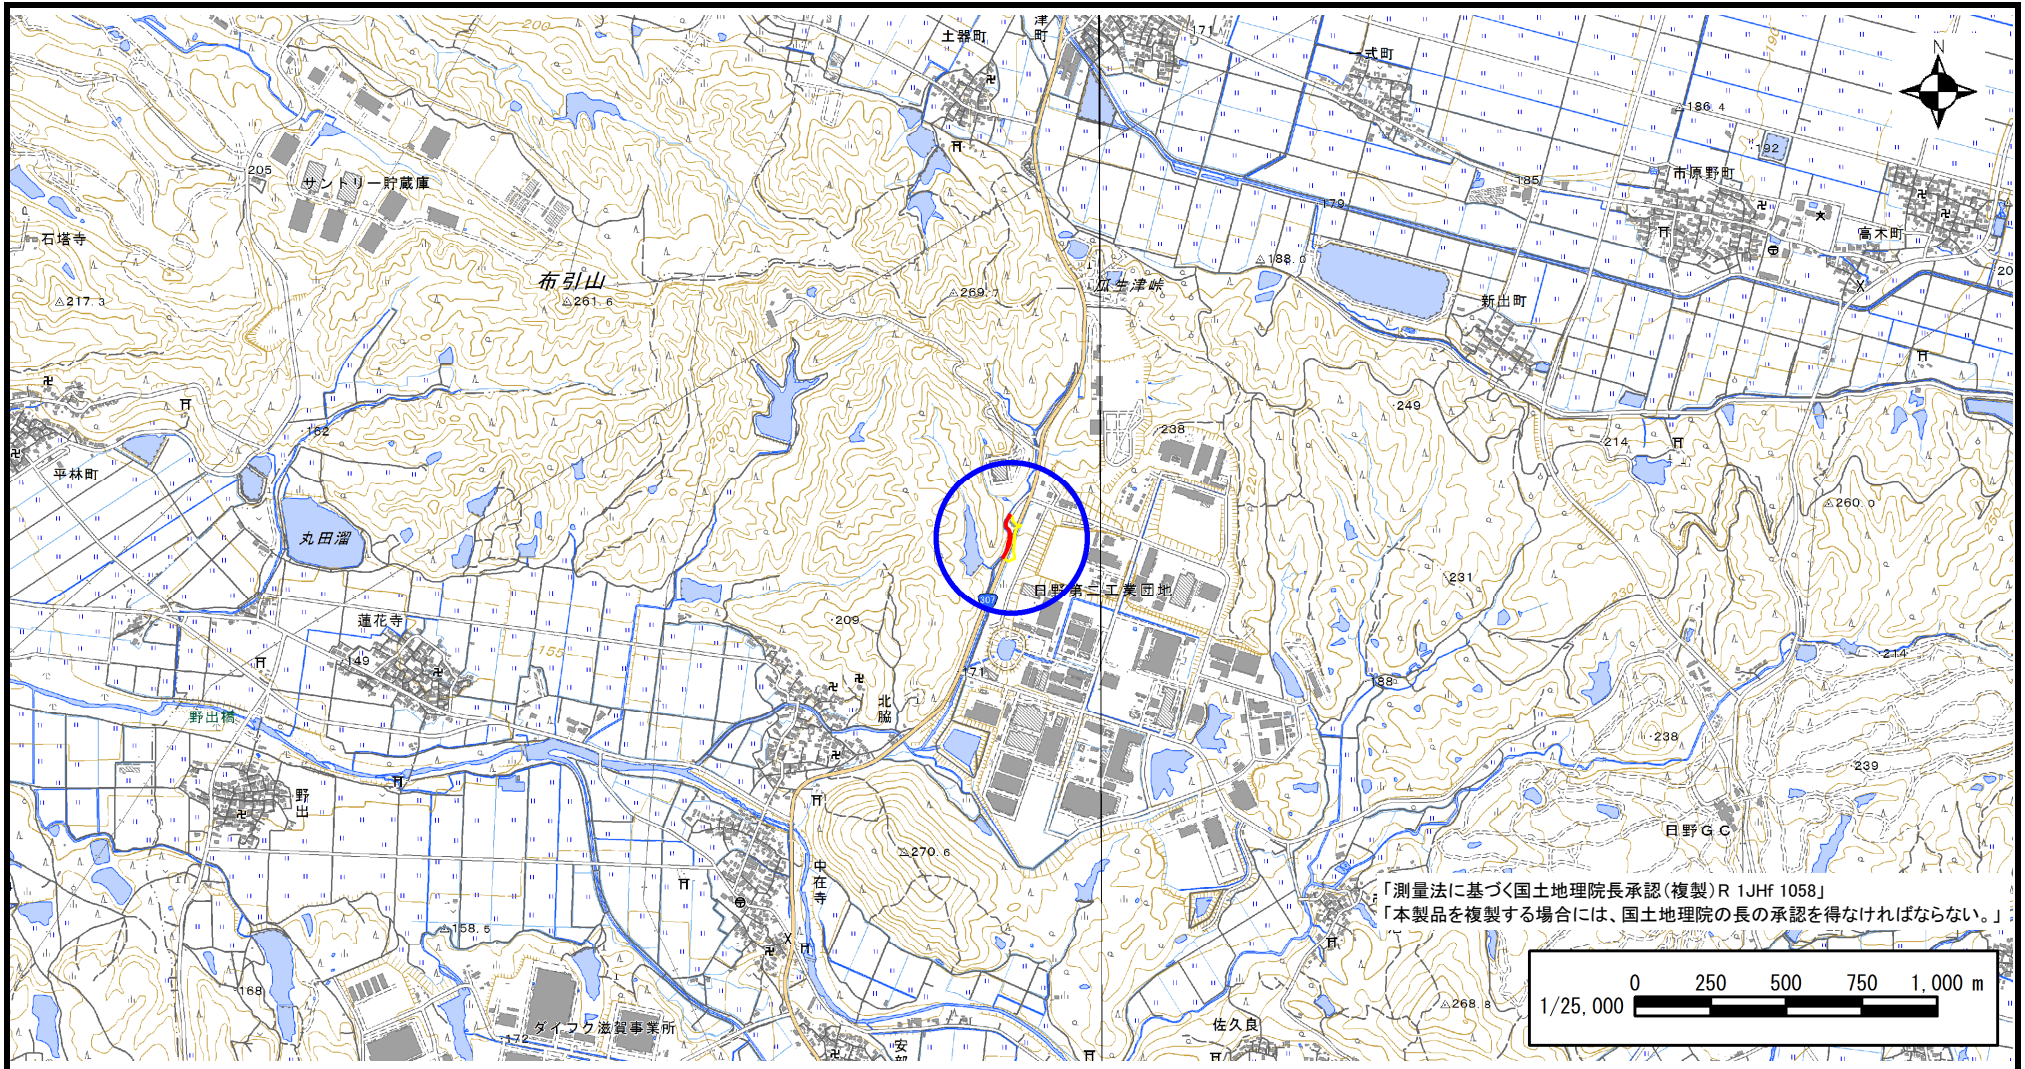 土器町
津町
171
一式町
200
190
N
186.4
192
205
サントリー貯蔵庫
185
市原野町
179
石塔寺
高木町
布引山
188.0
瓜生津峠
217.3
261.6
269.7
新出町
249
200
238
214
162
平林町
220
260.0
丸田溜
250
231
日野第二工業団地
230
307
蓮花寺
209
149
155
171
214
188
北脇
野出橋
238
239
野出
日野GC
270.6
中在寺
「測量法に基づく国土地理院長承認(複製)R 1JHf 1058」
「本製品を複製する場合には、国土地理院の長の承認を得なければならない。」
158.5
168
0 250 500 750 1,000 m
1/25,000
268.8
ダイフク滋賀事業所
172
佐久良
安部